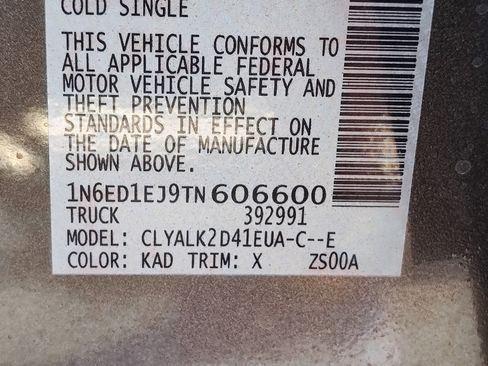 COLD SINGLE
THIS VEHICLE CONFORMS TO
ALL APPLICABLE FEDERAL
MOTOR VEHICLE SAFETY AND
THEFT PREVENTION
STANDARDS IN EFFECT ON
THE DATE OF MANUFACTURE
SHOWN ABOVE.
1N6ED1EJ9TN606600
TRUCK 392991
MODEL: CLYALK2D41EUA-C--E
COLOR: KAD TRIM: X ZS00A